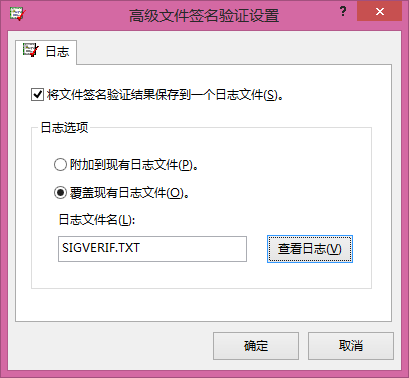 高级文件签名验证设置
日志
将文件签名验证结果保存到一个日志文件(S)。
日志选项
附加到现有日志文件(P)。
覆盖现有日志文件(O)。
日志文件名(L):
SIGVERIF.TXT 查看日志(V)
确定 取消